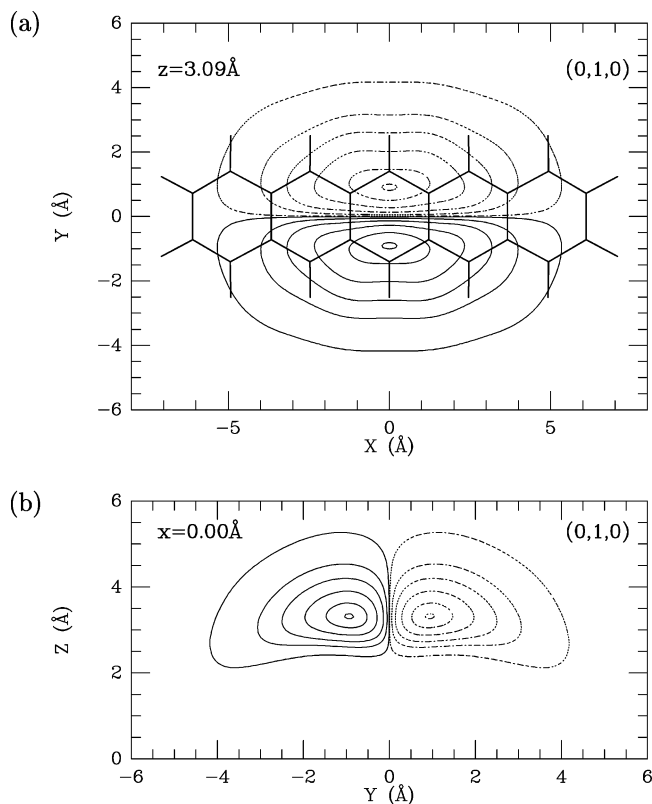 (a)
6
z=3.09Å (0,1,0)
4
2
0
−2
−4
−6
Y (Å)
−5 0 5
X (Å)
(b)
6
x=0.00Å (0,1,0)
4
2
0
Z (Å)
−6 −4 −2 0 2 4 6
Y (Å)